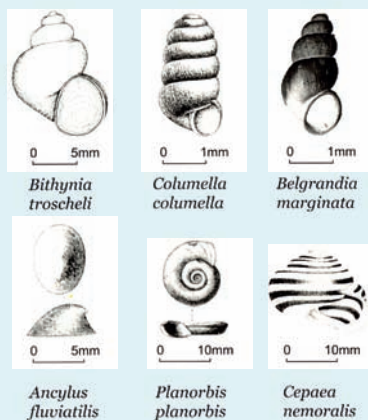 0 5mm
0 1mm
0 1mm
Bithynia
troscheli
Columella
columella
Belgrandia
marginata
0 5mm
0 10mm
0 10mm
Ancylus
fluviatilis
Planorbis
planorbis
Cepaea
nemoralis